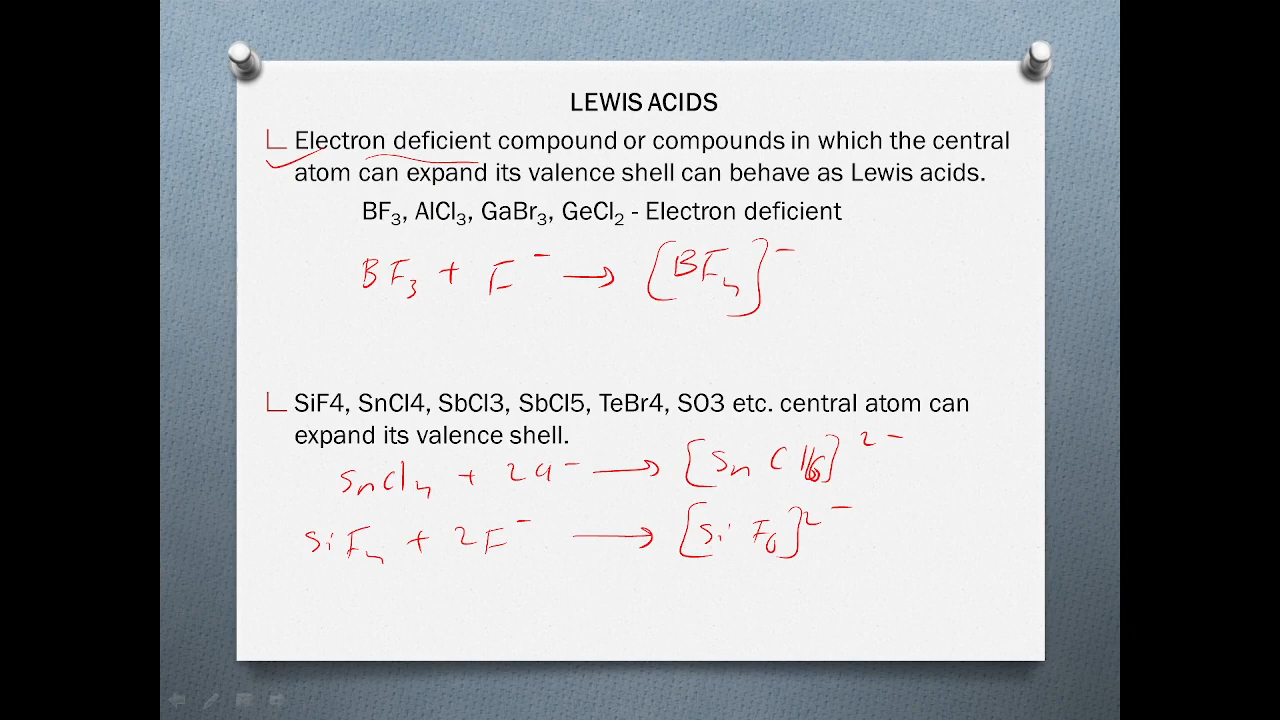 LEWIS ACIDS
Electron deficient compound or compounds in which the central
atom can expand its valence shell can behave as Lewis acids.
BF₃, AlCl₃, GaBr₃, GeCl₂ - Electron deficient
BF₃ + F⁻ → [BF₄]⁻
SiF4, SnCl4, SbCl3, SbCl5, TeBr4, SO3 etc. central atom can
expand its valence shell.
SnCl₄ + 2Cl⁻ → [SnCl₆]²⁻
SiF₄ + 2F⁻ → [SiF₆]²⁻